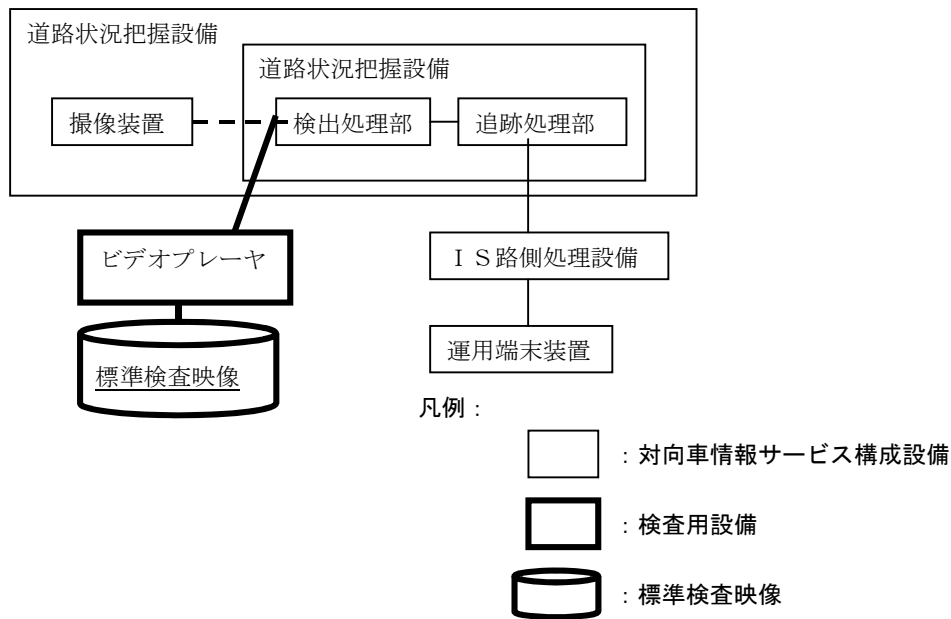 道路状況把握設備
道路状況把握設備
撮像装置
検出処理部
追跡処理部
ビデオプレーヤ
ＩＳ路側処理設備
標準検査映像
運用端末装置
凡例：
：対向車情報サービス構成設備
：検査用設備
：標準検査映像